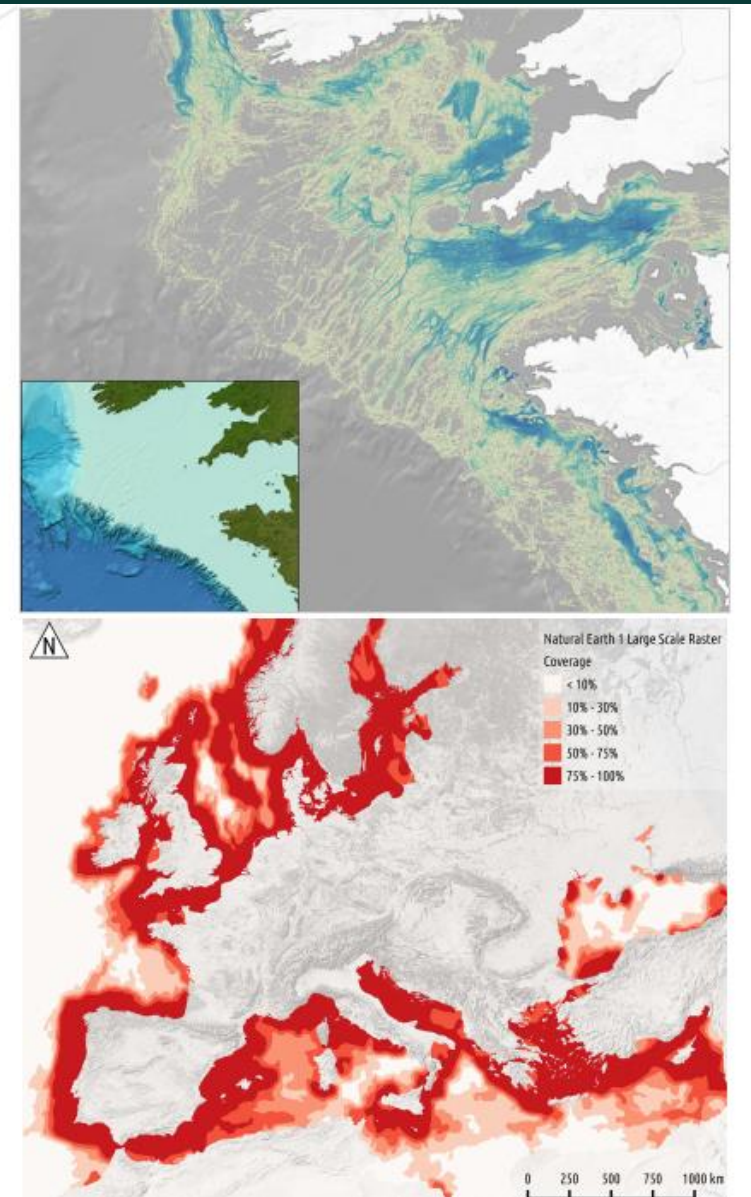 N
Natural Earth 1 Large Scale Raster
Coverage
< 10%
10% - 30%
30% - 50%
50% - 75%
75% - 100%
0 250 500 750 1000 km